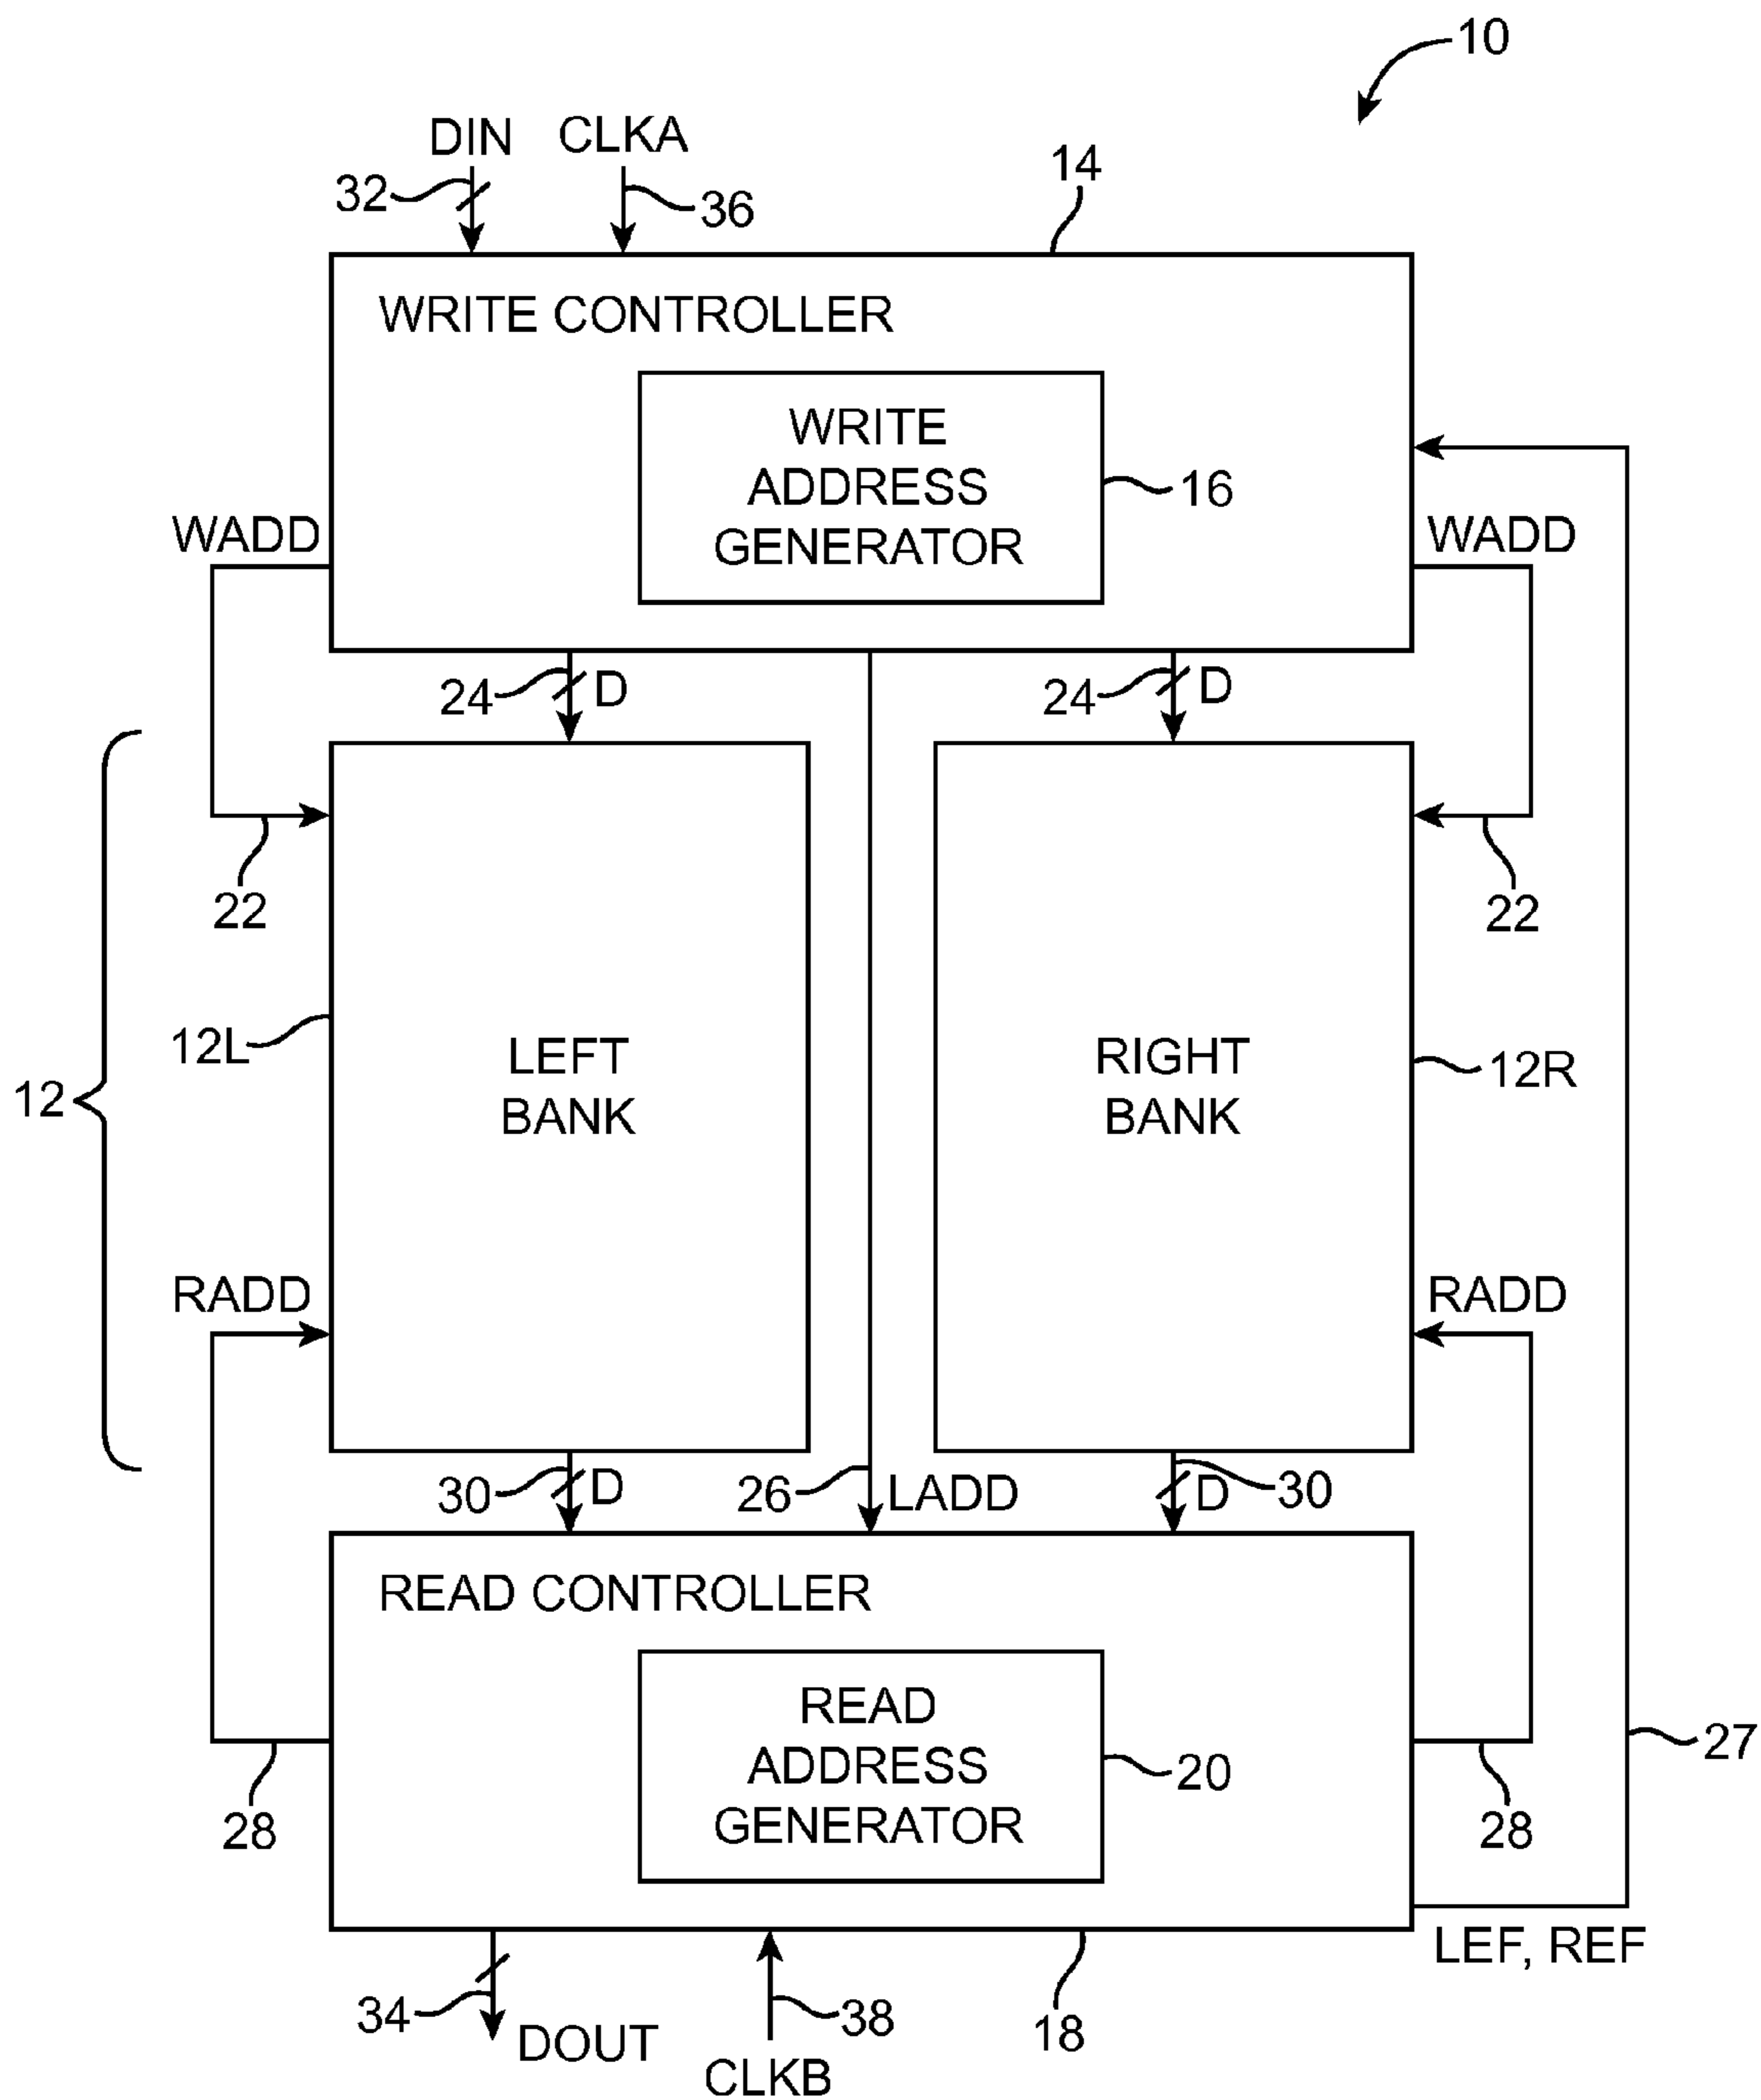 10
DIN
CLKA
32
36
14
WRITE CONTROLLER
WRITE
ADDRESS
GENERATOR
16
WADD
WADD
24
D
24
D
22
22
12
12L
LEFT
BANK
RIGHT
BANK
12R
RADD
RADD
30
D
26
LADD
D
30
READ CONTROLLER
READ
ADDRESS
GENERATOR
20
28
28
27
LEF, REF
34
DOUT
38
CLKB
18